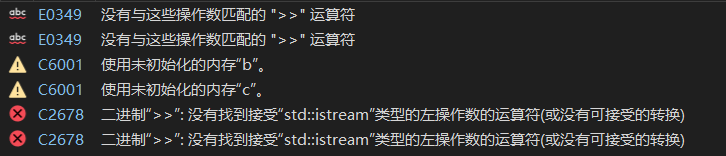 abc E0349 没有与这些操作数匹配的 ">>" 运算符
abc E0349 没有与这些操作数匹配的 ">>" 运算符
C6001 使用未初始化的内存“b”。
C6001 使用未初始化的内存“c”。
C2678 二进制“>>”: 没有找到接受“std::istream”类型的左操作数的运算符(或没有可接受的转换)
C2678 二进制“>>”: 没有找到接受“std::istream”类型的左操作数的运算符(或没有可接受的转换)